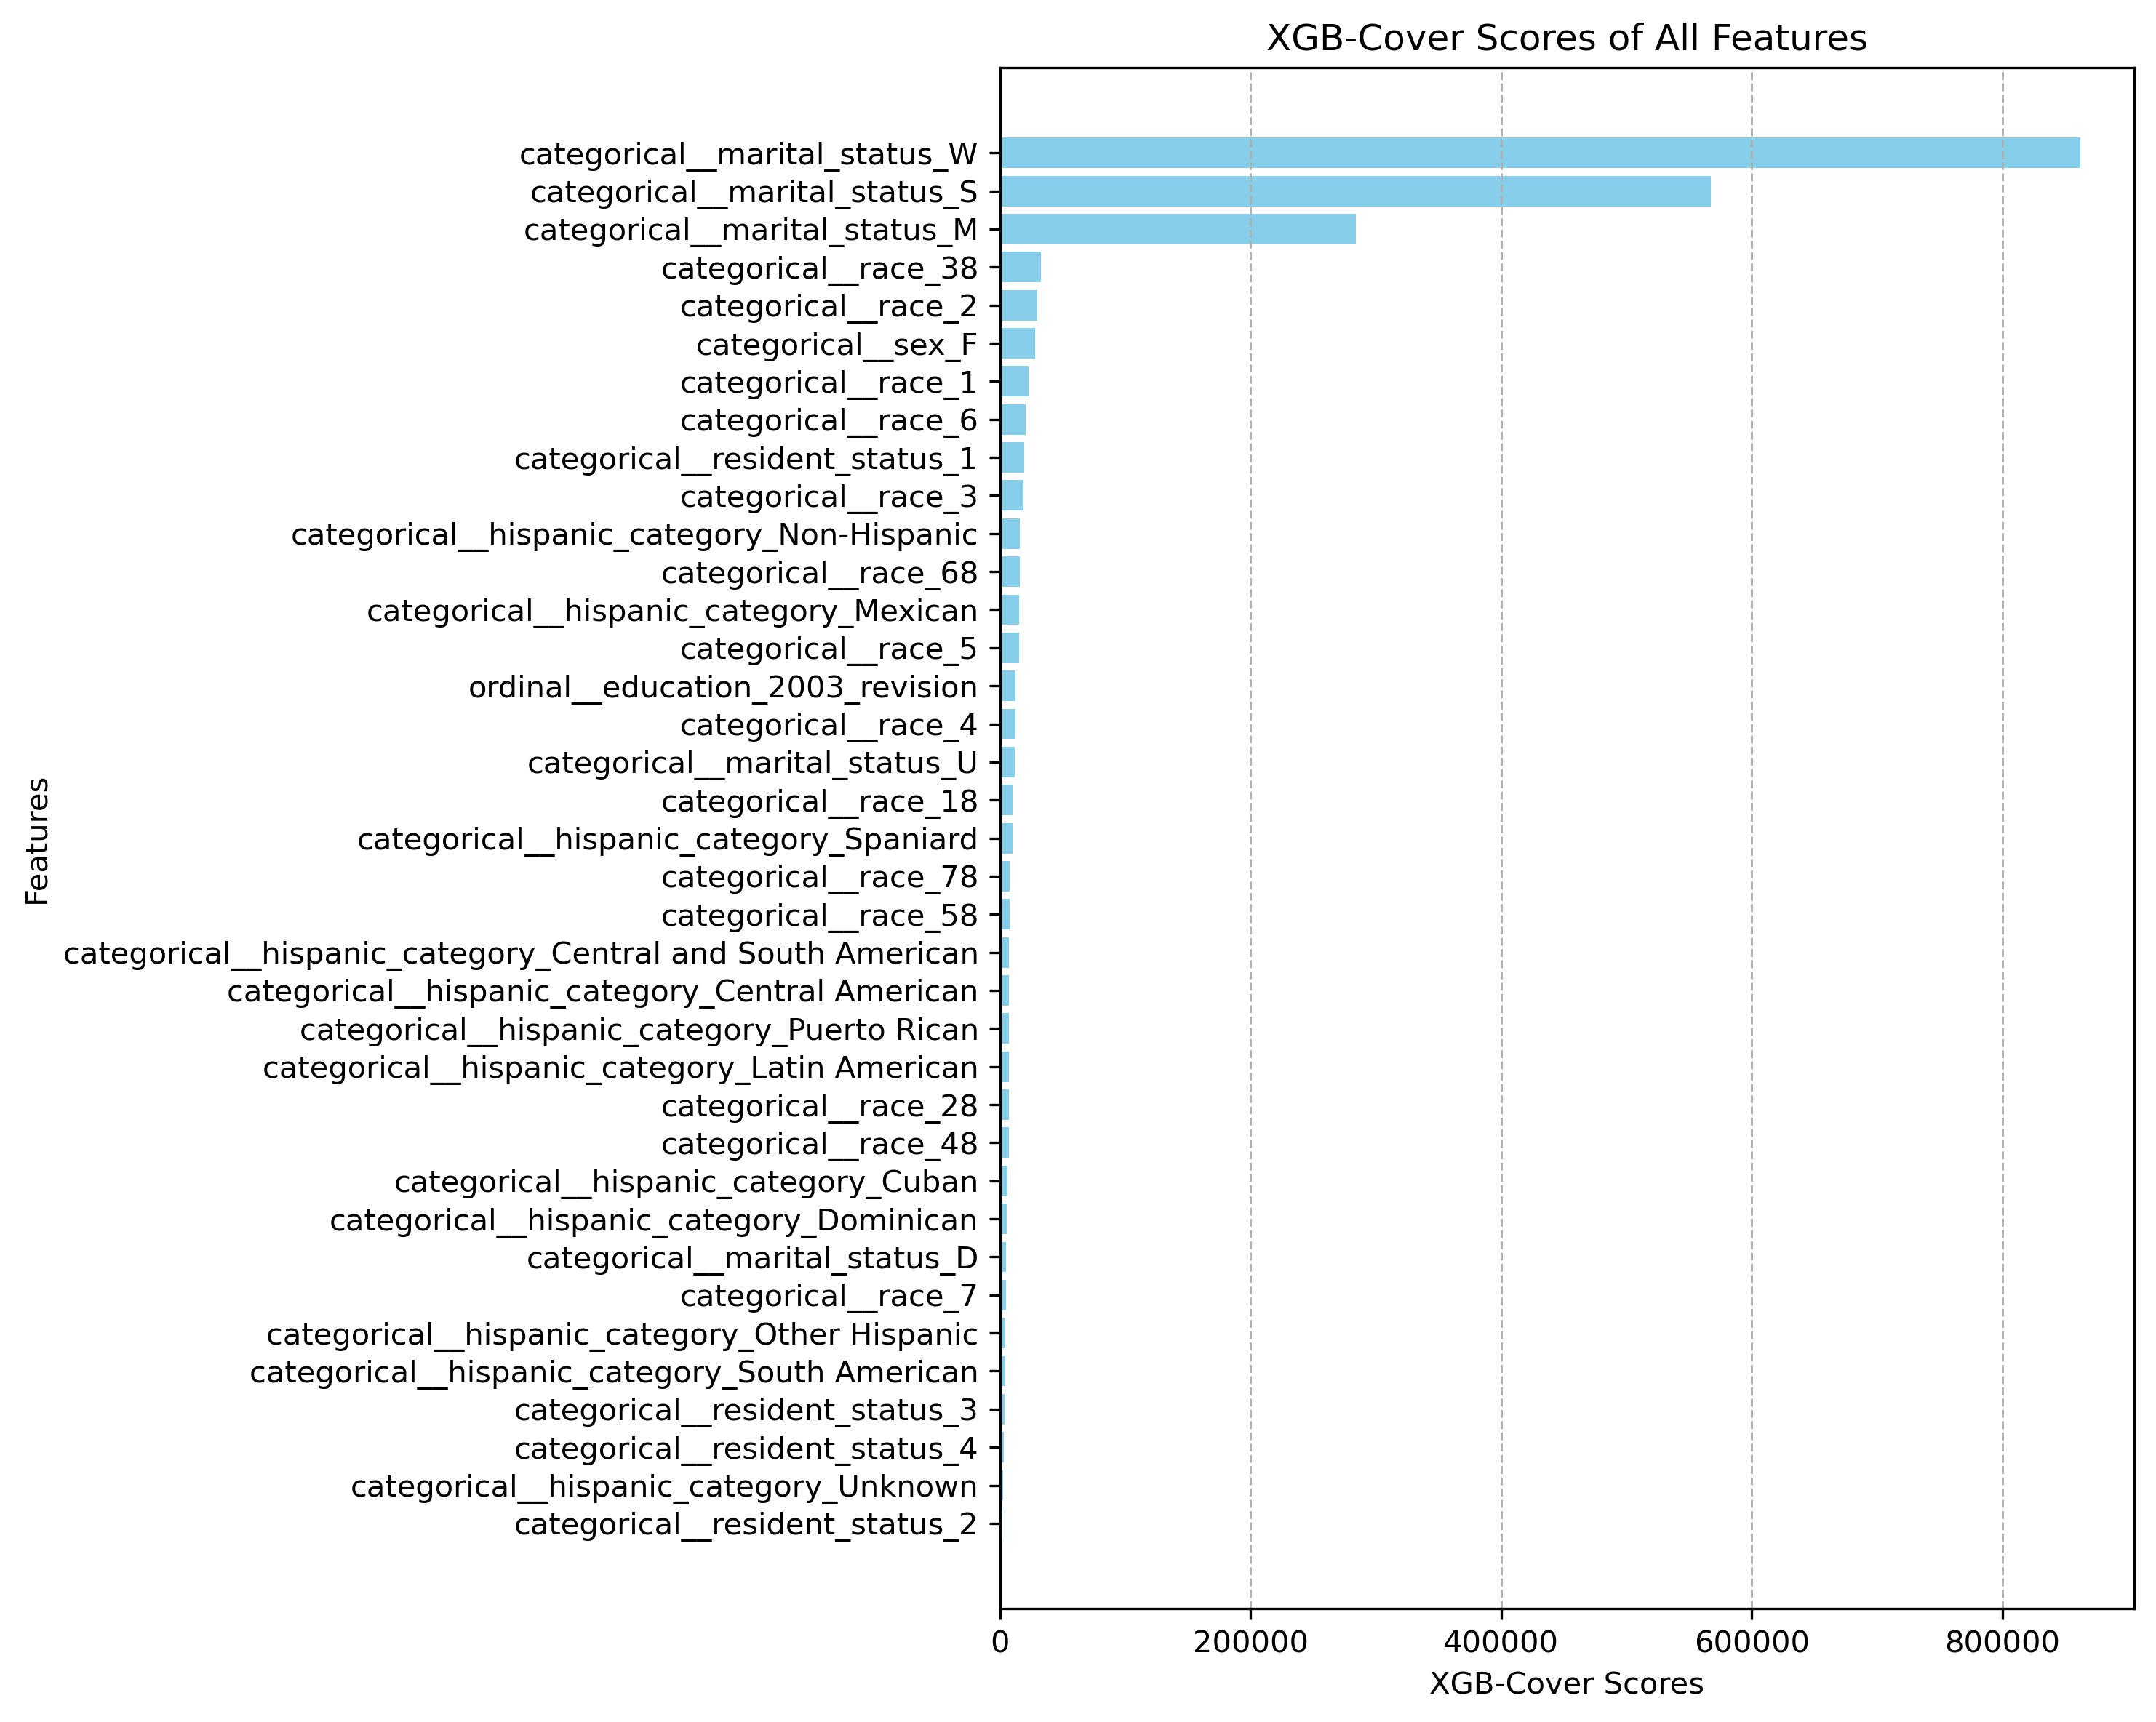 XGB-Cover Scores of All Features
categorical__marital_status_W
categorical__marital_status_S
categorical__marital_status_M
categorical__race_38
categorical__race_2
categorical__sex_F
categorical__race_1
categorical__race_6
categorical__resident_status_1
categorical__race_3
categorical__hispanic_category_Non-Hispanic
categorical__race_68
categorical__hispanic_category_Mexican
categorical__race_5
ordinal__education_2003_revision
categorical__race_4
categorical__marital_status_U
categorical__race_18
categorical__hispanic_category_Spaniard
categorical__race_78
categorical__race_58
categorical__hispanic_category_Central and South American
categorical__hispanic_category_Central American
categorical__hispanic_category_Puerto Rican
categorical__hispanic_category_Latin American
categorical__race_28
categorical__race_48
categorical__hispanic_category_Cuban
categorical__hispanic_category_Dominican
categorical__marital_status_D
categorical__race_7
categorical__hispanic_category_Other Hispanic
categorical__hispanic_category_South American
categorical__resident_status_3
categorical__resident_status_4
categorical__hispanic_category_Unknown
categorical__resident_status_2
Features
0 200000 400000 600000 800000
XGB-Cover Scores